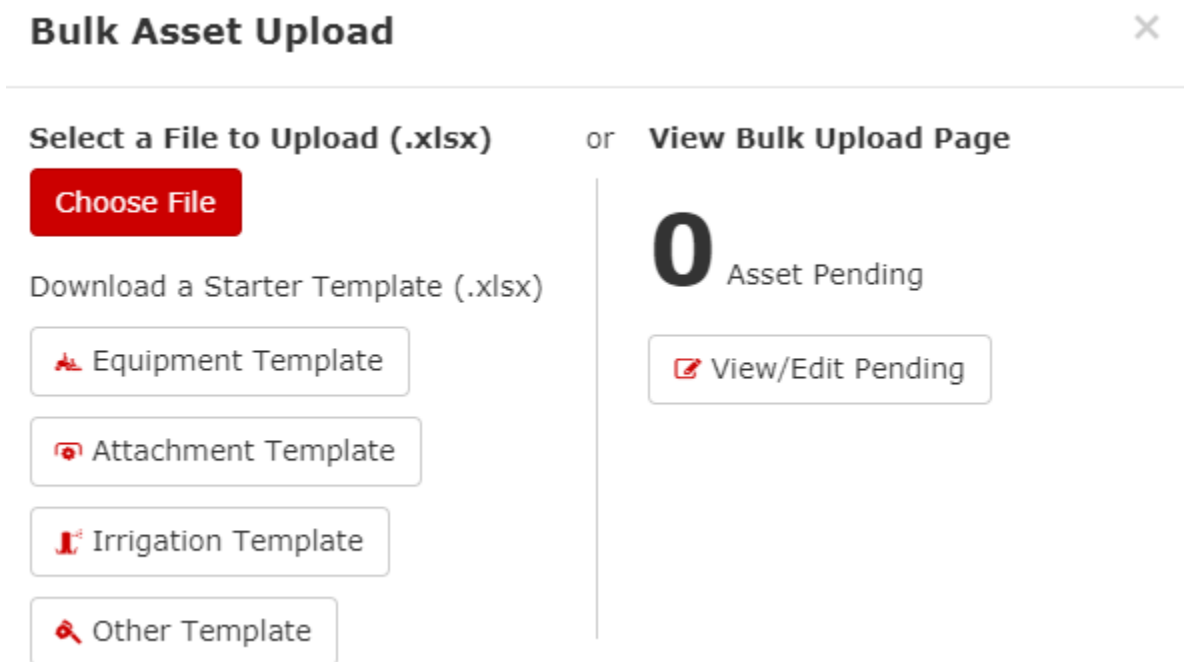 Bulk Asset Upload
Select a File to Upload (.xlsx)
Choose File
Download a Starter Template (.xlsx)
Equipment Template
Attachment Template
Irrigation Template
Other Template
or
View Bulk Upload Page
0 Asset Pending
View/Edit Pending